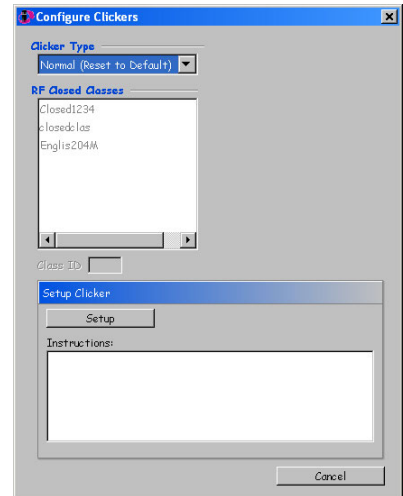 Configure Clickers
Clicker Type
Normal (Reset to Default)
RF Closed Classes
Closed1234
closedclas
Englis204M
Class ID
Setup Clicker
Setup
Instructions:
Cancel